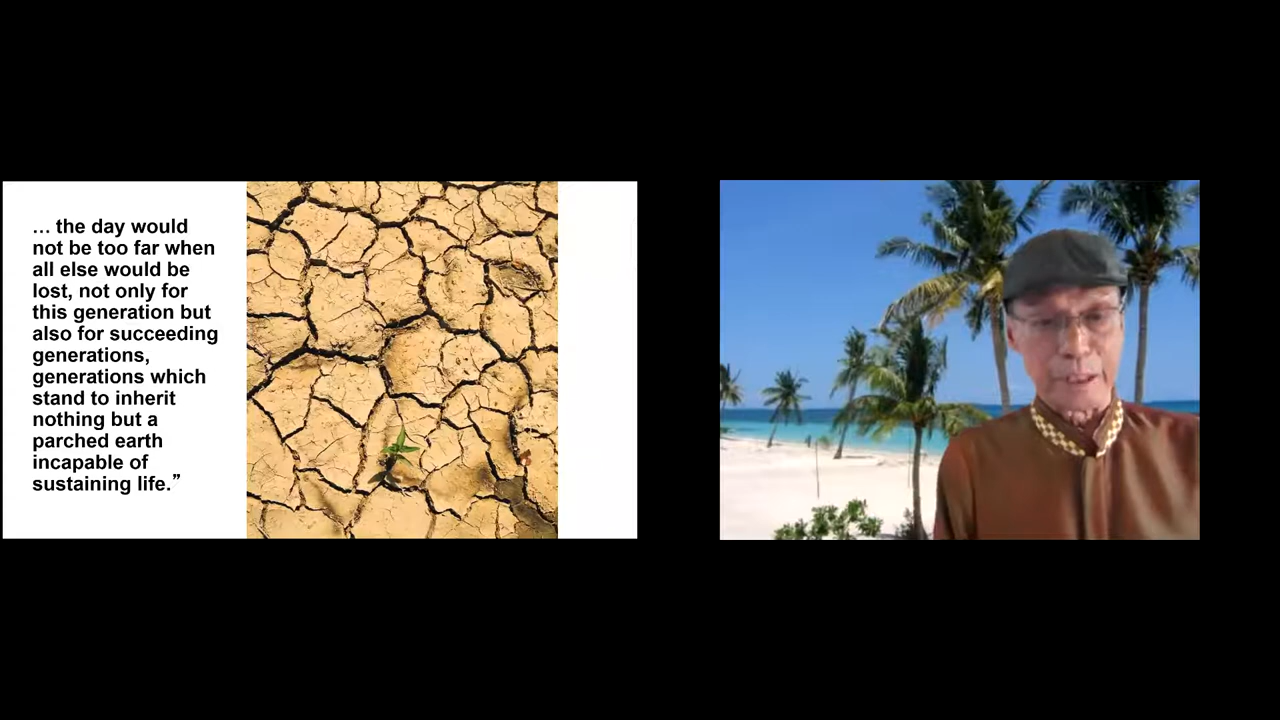 … the day would
not be too far when
all else would be
lost, not only for
this generation but
also for succeeding
generations,
generations which
stand to inherit
nothing but a
parched earth
incapable of
sustaining life.”